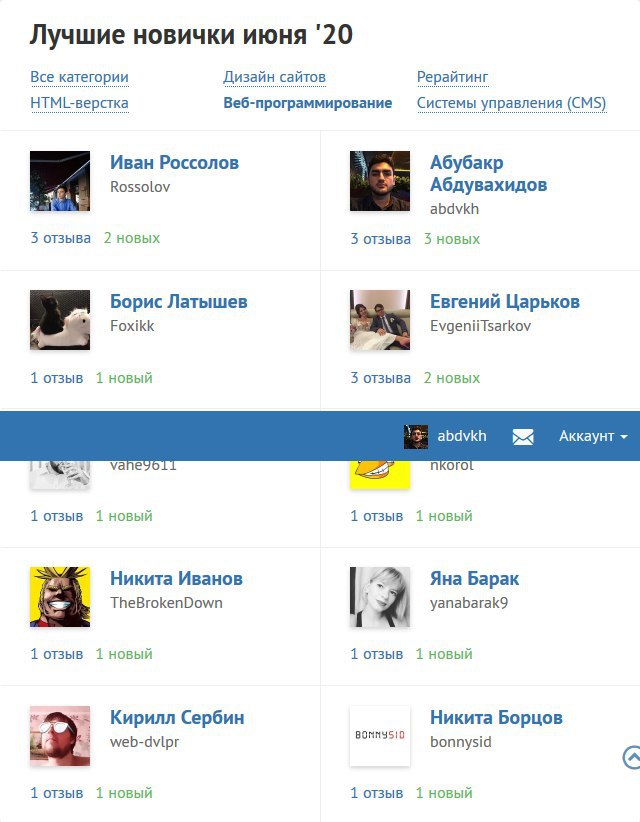 Лучшие новички июня '20
Все категории Дизайн сайтов Рерайтинг
HTML-верстка Веб-программирование Системы управления (CMS)
Иван Россолов
Rossolov
3 отзыва 2 новых
Абубакр
Абдувахидов
abdvkh
3 отзыва 3 новых
Борис Латышев
Foxikk
1 отзыв 1 новый
Евгений Царьков
EvgeniiTsarkov
3 отзыва 2 новых
abdvkh Аккаунт
vahe9611
1 отзыв 1 новый
nkorol
1 отзыв 1 новый
Никита Иванов
TheBrokenDown
1 отзыв 1 новый
Яна Барак
yanabarak9
1 отзыв 1 новый
Кирилл Сербин
web-dvlpr
1 отзыв 1 новый
BONNYSIO
Никита Борцов
bonnysid
1 отзыв 1 новый